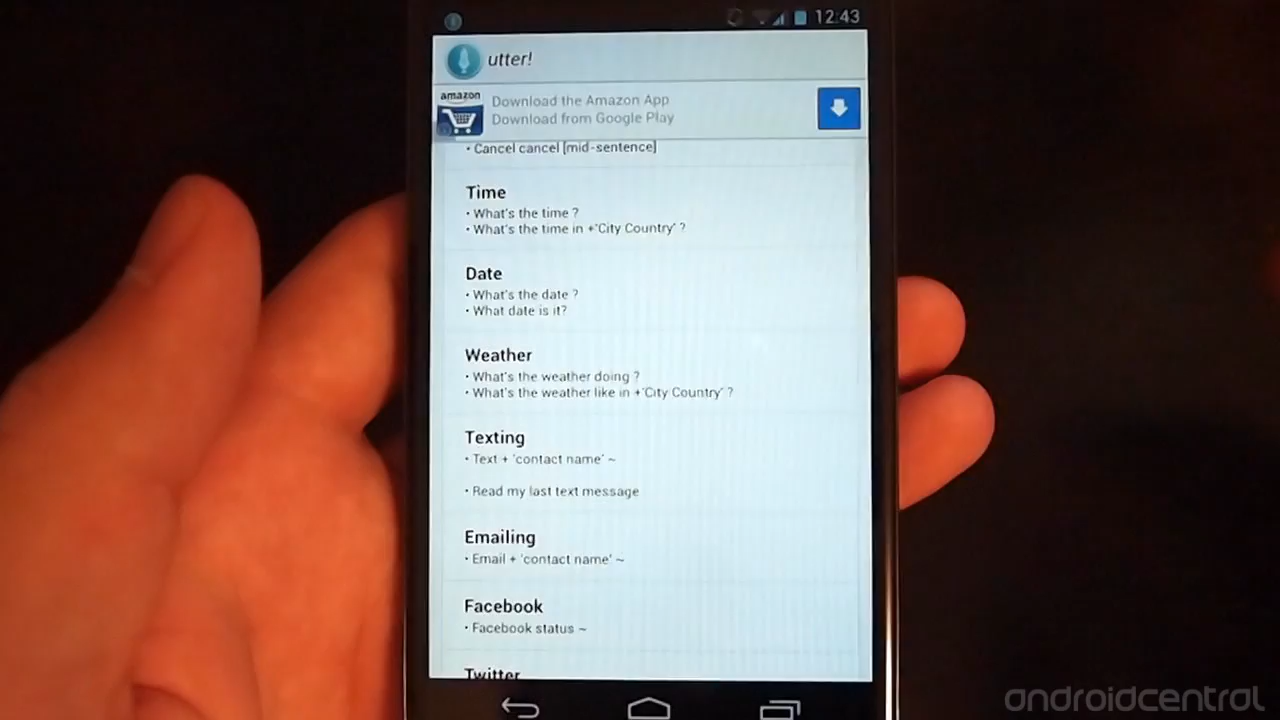 12:43
utter!
amazon
Download the Amazon App
Download from Google Play
• Cancel cancel [mid-sentence]
Time
• What's the time ?
• What's the time in +'City Country' ?
Date
• What's the date ?
• What date is it?
Weather
• What's the weather doing ?
• What's the weather like in +'City Country' ?
Texting
• Text + 'contact name' ~
• Read my last text message
Emailing
• Email + 'contact name' ~
Facebook
• Facebook status ~
Twitter
androidcentral